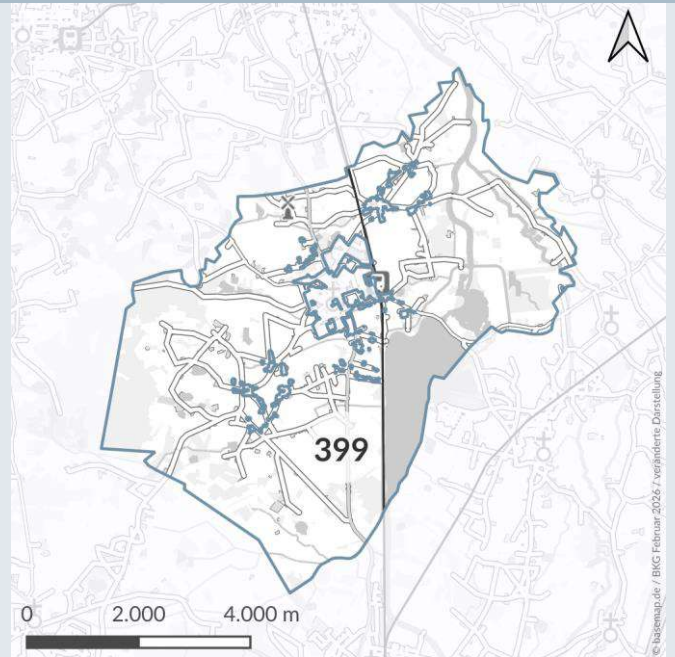 399
0 2.000 4.000 m
© basemap.de / BKG Februar 2026 / veränderte Darstellung